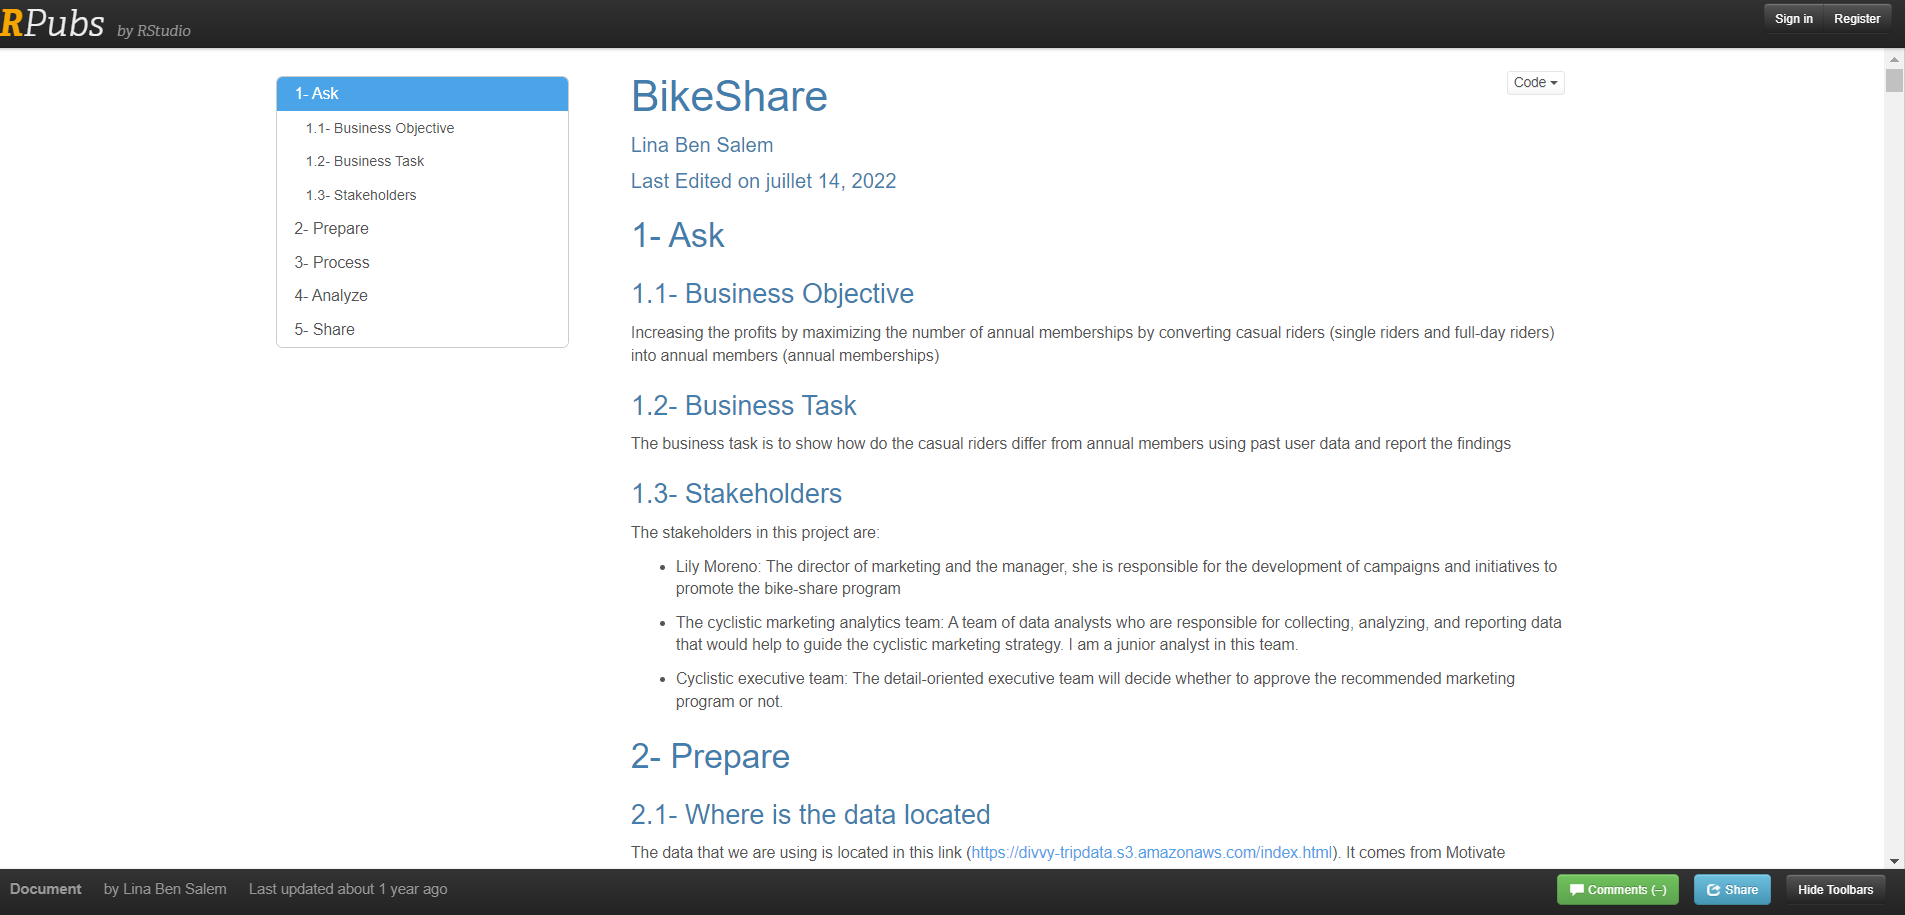 RPubs by RStudio
Sign in Register
1- Ask
1.1- Business Objective
1.2- Business Task
1.3- Stakeholders
2- Prepare
3- Process
4- Analyze
5- Share
Code
BikeShare
Lina Ben Salem
Last Edited on juillet 14, 2022
1- Ask
1.1- Business Objective
Increasing the profits by maximizing the number of annual memberships by converting casual riders (single riders and full-day riders)
into annual members (annual memberships)
1.2- Business Task
The business task is to show how do the casual riders differ from annual members using past user data and report the findings
1.3- Stakeholders
The stakeholders in this project are:
• Lily Moreno: The director of marketing and the manager, she is responsible for the development of campaigns and initiatives to
promote the bike-share program
• The cyclistic marketing analytics team: A team of data analysts who are responsible for collecting, analyzing, and reporting data
that would help to guide the cyclistic marketing strategy. I am a junior analyst in this team.
• Cyclistic executive team: The detail-oriented executive team will decide whether to approve the recommended marketing
program or not.
2- Prepare
2.1- Where is the data located
The data that we are using is located in this link (https://divvy-tripdata.s3.amazonaws.com/index.html). It comes from Motivate
Document by Lina Ben Salem Last updated about 1 year ago
Comments (–) Share Hide Toolbars